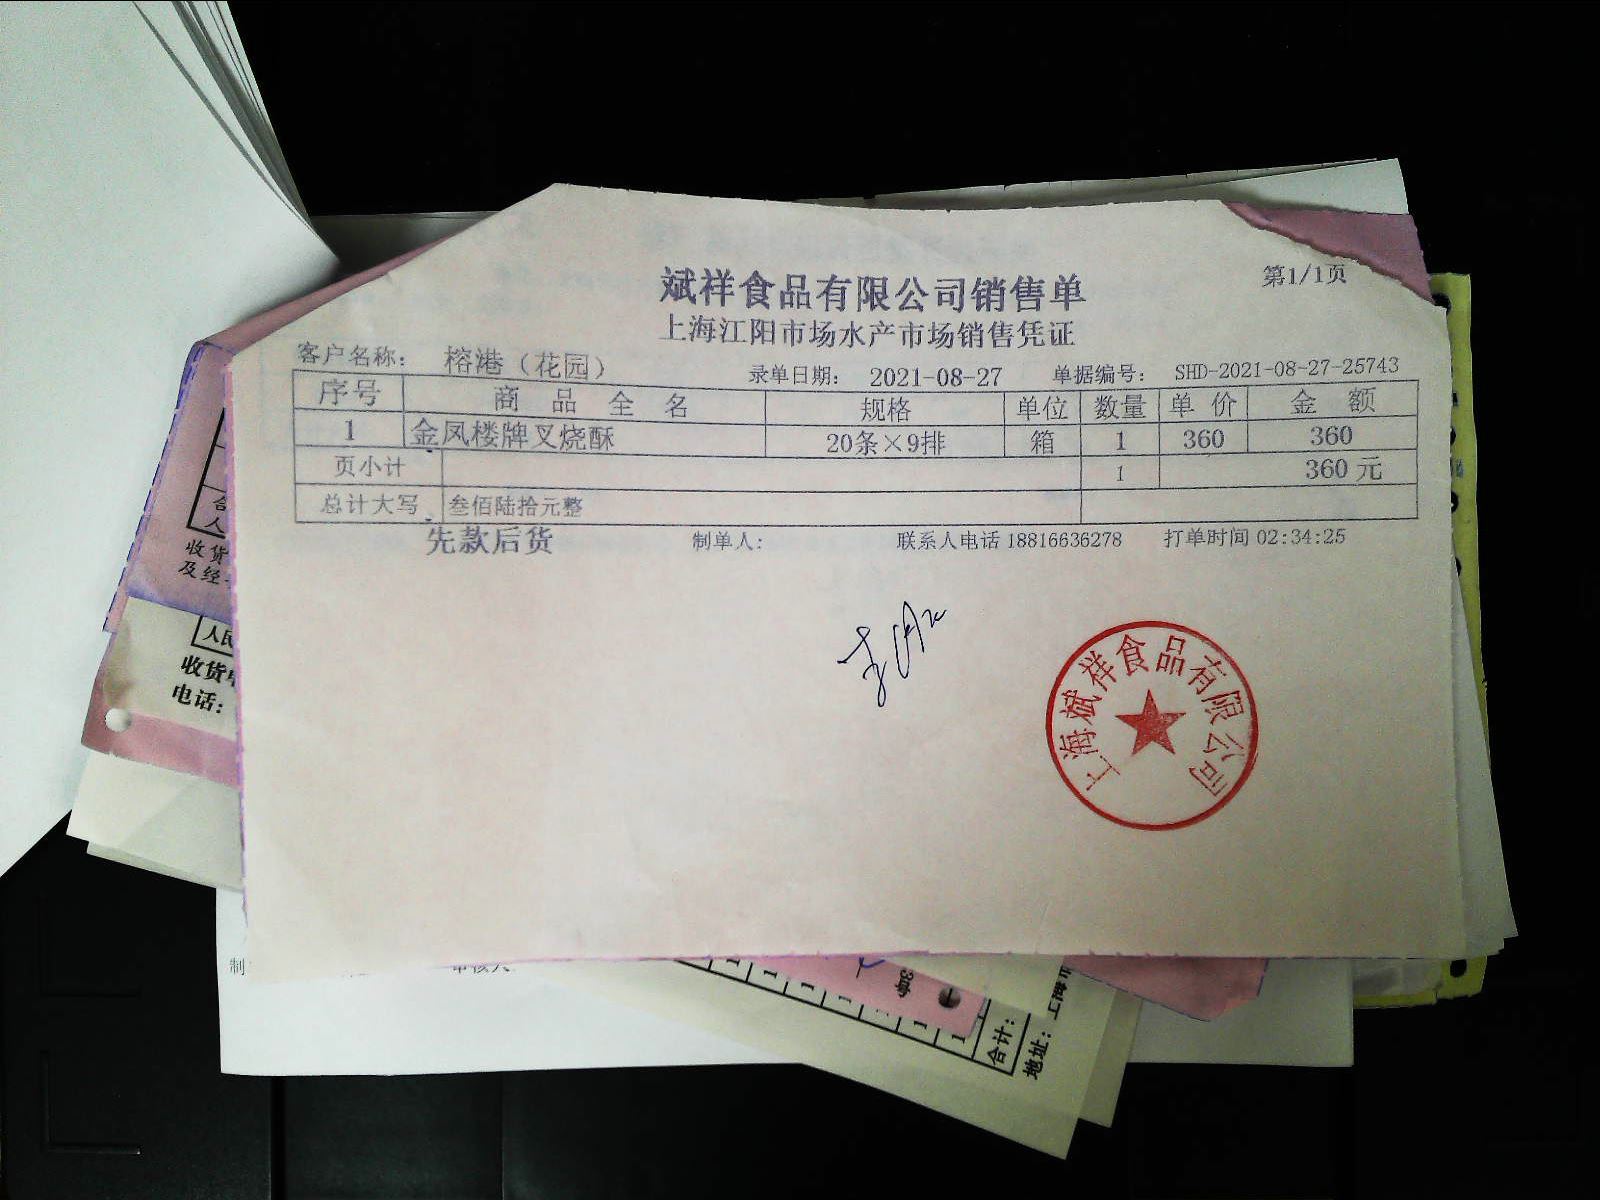 斌祥食品有限公司销售单
第1/1页
上海江阳市场水产市场销售凭证
客户名称： 榕港（花园） 录单日期： 2021-08-27 单据编号： SHD-2021-08-27-25743
序号 商品全名 规格 单位 数量 单价 金额
1 金凤楼牌叉烧酥 20条×9排 箱 1 360 360
页小计 1 360元
总计大写 叁佰陆拾元整
先款后货 制单人: 联系人电话 18816636278 打单时间 02:34:25
上海斌祥食品有限公司
收货
及经
人民
收货
电话:
制
合计:
地址: 上海市